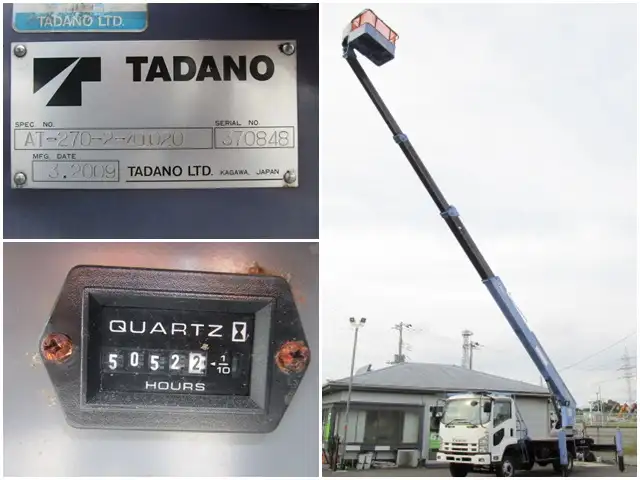 TADANO LTD.
TADANO
SPEC. NO.
SERIAL NO.
AT-270-2-
370848
MFG. DATE
3.2009
TADANO LTD. KAGAWA, JAPAN
QUARTZ
50522 1/10
HOURS